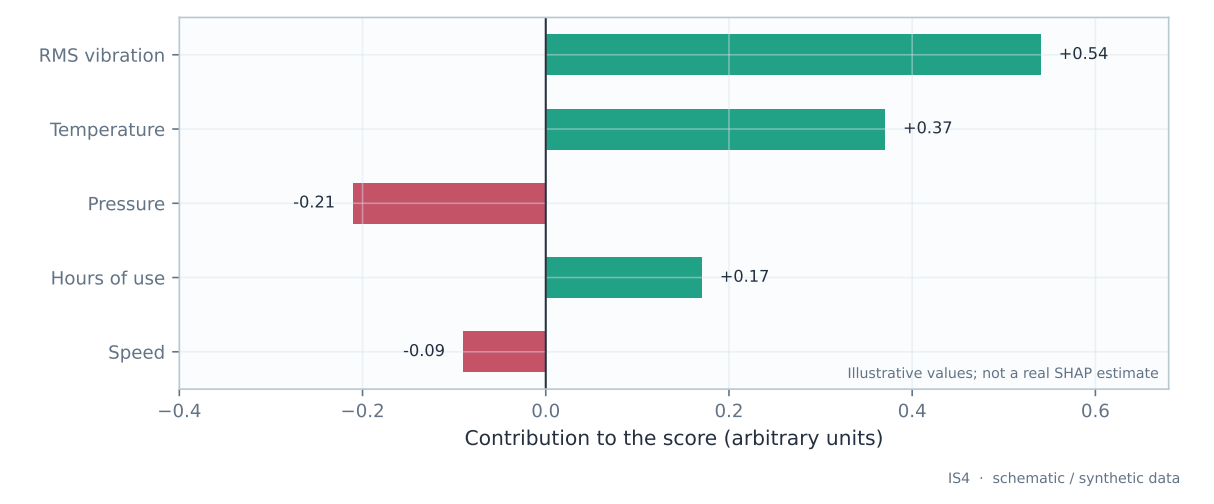 RMS vibration
+0.54
Temperature
+0.37
Pressure
-0.21
Hours of use
+0.17
Speed
-0.09
Illustrative values; not a real SHAP estimate
−0.4
−0.2
0.0
0.2
0.4
0.6
Contribution to the score (arbitrary units)
IS4 · schematic / synthetic data